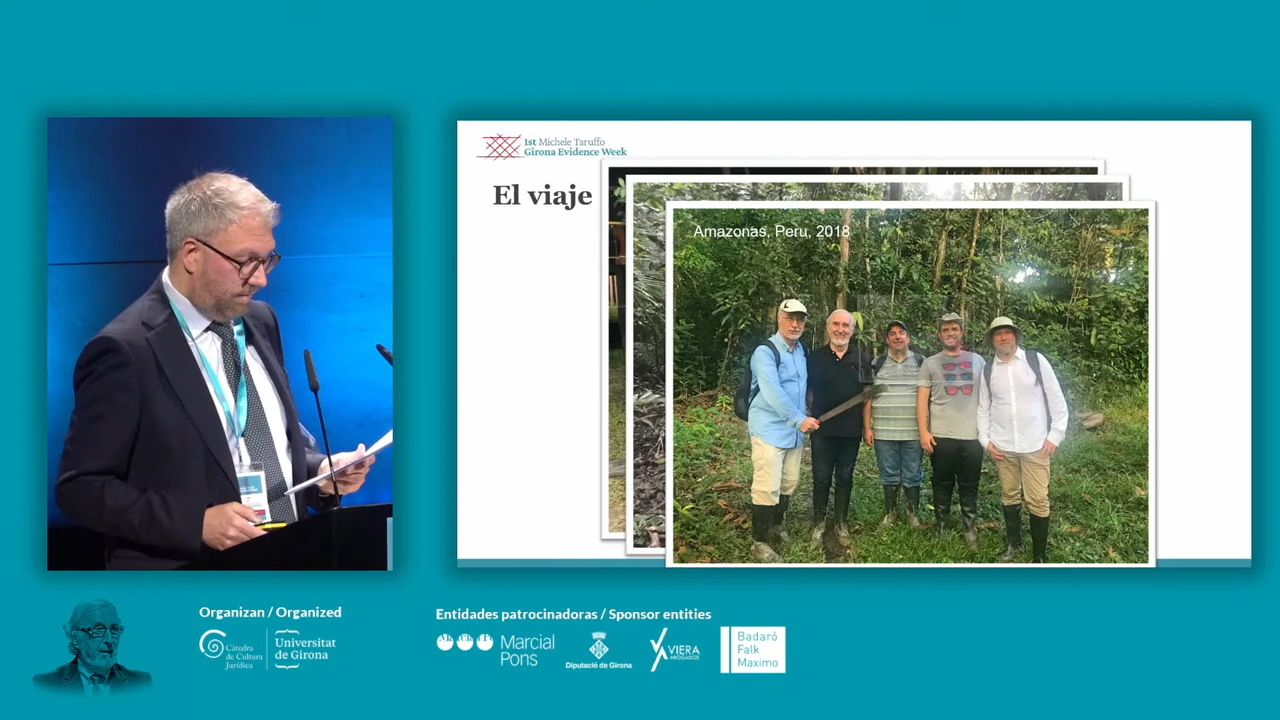 1st Michele Taruffo
Girona Evidence Week
El viaje
Amazonas, Peru, 2018
Organizan / Organized
Càtedra
de Cultura
Jurídica
Universitat
de Girona
Entidades patrocinadoras / Sponsor entities
Marcial
Pons
Diputació de Girona
VIERA
ABOGADOS
Badaró
Falk
Maximo